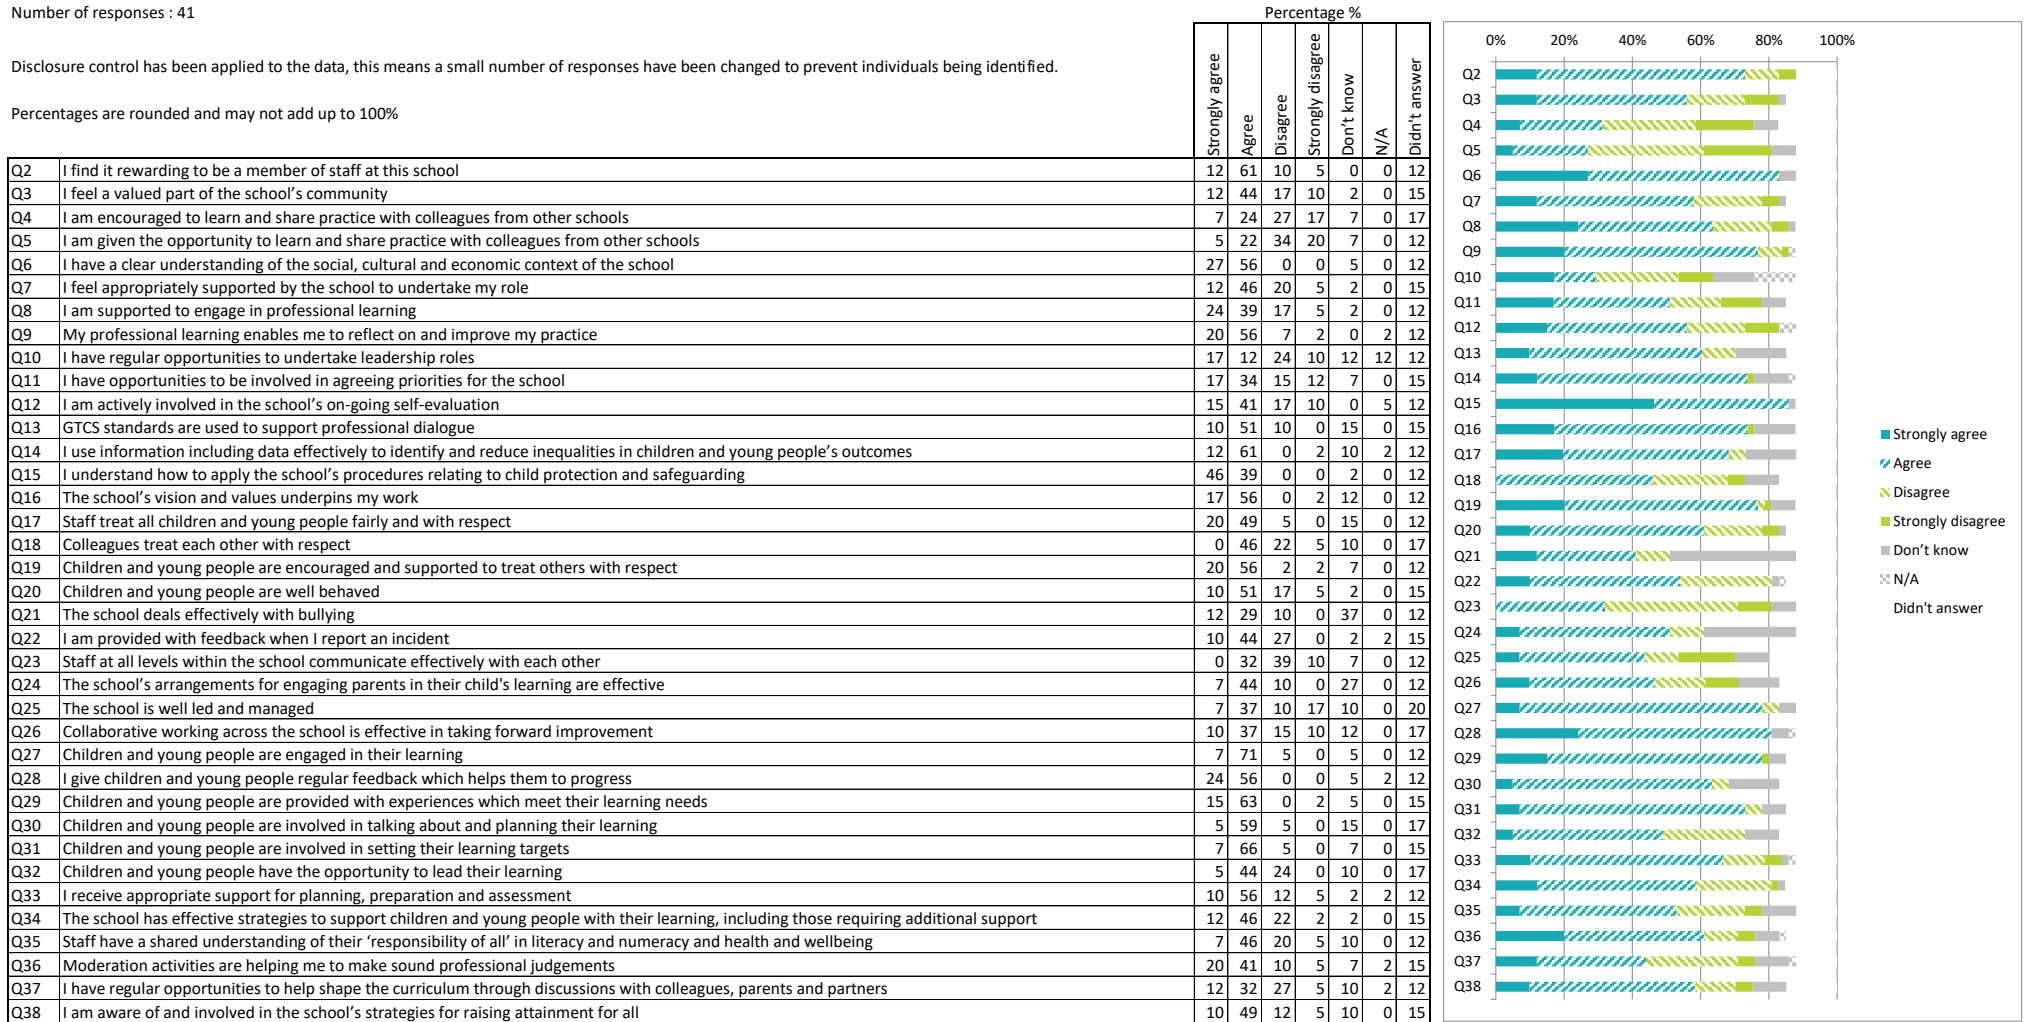 Number of responses : 41
Percentage %
Disclosure control has been applied to the data, this means a small number of responses have been changed to prevent individuals being identified.
Percentages are rounded and may not add up to 100%
Strongly agree
Agree
Disagree
Strongly disagree
Don't know
N/A
Didn't answer
Q2 I find it rewarding to be a member of staff at this school 12 61 10 5 0 0 12
Q3 I feel a valued part of the school’s community 12 44 17 10 2 0 15
Q4 I am encouraged to learn and share practice with colleagues from other schools 7 24 27 17 7 0 17
Q5 I am given the opportunity to learn and share practice with colleagues from other schools 5 22 34 20 7 0 12
Q6 I have a clear understanding of the social, cultural and economic context of the school 27 56 0 0 5 0 12
Q7 I feel appropriately supported by the school to undertake my role 12 46 20 5 2 0 15
Q8 I am supported to engage in professional learning 24 39 17 5 2 0 12
Q9 My professional learning enables me to reflect on and improve my practice 20 56 7 2 0 2 12
Q10 I have regular opportunities to undertake leadership roles 17 12 24 10 12 12 12
Q11 I have opportunities to be involved in agreeing priorities for the school 17 34 15 12 7 0 15
Q12 I am actively involved in the school’s on-going self-evaluation 15 41 17 10 0 5 12
Q13 GTCS standards are used to support professional dialogue 10 51 10 0 15 0 15
Q14 I use information including data effectively to identify and reduce inequalities in children and young people’s outcomes 12 61 0 2 10 2 12
Q15 I understand how to apply the school’s procedures relating to child protection and safeguarding 46 39 0 0 2 0 12
Q16 The school’s vision and values underpins my work 17 56 0 2 12 0 12
Q17 Staff treat all children and young people fairly and with respect 20 49 5 0 15 0 12
Q18 Colleagues treat each other with respect 0 46 22 5 10 0 17
Q19 Children and young people are encouraged and supported to treat others with respect 20 56 2 2 7 0 12
Q20 Children and young people are well behaved 10 51 17 5 2 0 15
Q21 The school deals effectively with bullying 12 29 10 0 37 0 12
Q22 I am provided with feedback when I report an incident 10 44 27 0 2 2 15
Q23 Staff at all levels within the school communicate effectively with each other 0 32 39 10 7 0 12
Q24 The school’s arrangements for engaging parents in their child's learning are effective 7 44 10 0 27 0 12
Q25 The school is well led and managed 7 37 10 17 10 0 20
Q26 Collaborative working across the school is effective in taking forward improvement 10 37 15 10 12 0 17
Q27 Children and young people are engaged in their learning 7 71 5 0 5 0 12
Q28 I give children and young people regular feedback which helps them to progress 24 56 0 0 5 2 12
Q29 Children and young people are provided with experiences which meet their learning needs 15 63 0 2 5 0 15
Q30 Children and young people are involved in talking about and planning their learning 5 59 5 0 15 0 17
Q31 Children and young people are involved in setting their learning targets 7 66 5 0 7 0 15
Q32 Children and young people have the opportunity to lead their learning 5 44 24 0 10 0 17
Q33 I receive appropriate support for planning, preparation and assessment 10 56 12 5 2 2 12
Q34 The school has effective strategies to support children and young people with their learning, including those requiring additional support 12 46 22 2 2 0 15
Q35 Staff have a shared understanding of their ‘responsibility of all’ in literacy and numeracy and health and wellbeing 7 46 20 5 10 0 12
Q36 Moderation activities are helping me to make sound professional judgements 20 41 10 5 7 2 15
Q37 I have regular opportunities to help shape the curriculum through discussions with colleagues, parents and partners 12 32 27 5 10 2 12
Q38 I am aware of and involved in the school’s strategies for raising attainment for all 10 49 12 5 10 0 15
0% 20% 40% 60% 80% 100%
Q2
Q3
Q4
Q5
Q6
Q7
Q8
Q9
Q10
Q11
Q12
Q13
Q14
Q15
Q16
Q17
Q18
Q19
Q20
Q21
Q22
Q23
Q24
Q25
Q26
Q27
Q28
Q29
Q30
Q31
Q32
Q33
Q34
Q35
Q36
Q37
Q38
Strongly agree
Agree
Disagree
Strongly disagree
Don’t know
N/A
Didn't answer